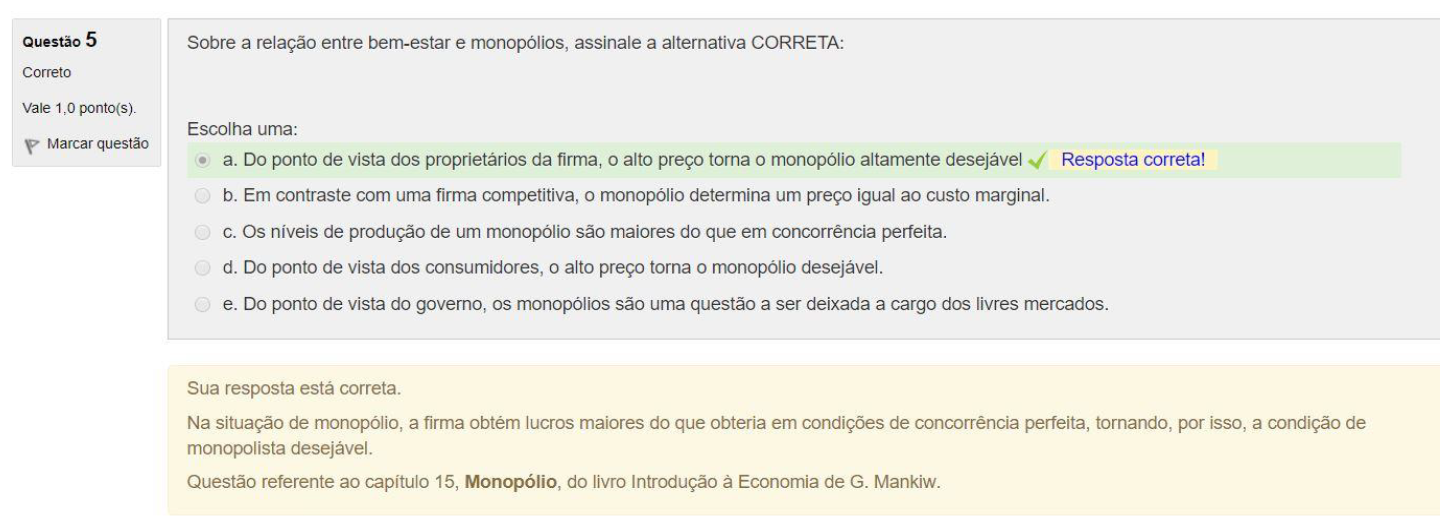 Questão 5
Correto
Vale 1,0 ponto(s).
Marcar questão
Sobre a relação entre bem-estar e monopólios, assinale a alternativa CORRETA:
Escolha uma:
a. Do ponto de vista dos proprietários da firma, o alto preço torna o monopólio altamente desejável Resposta correta!
b. Em contraste com uma firma competitiva, o monopólio determina um preço igual ao custo marginal.
c. Os níveis de produção de um monopólio são maiores do que em concorrência perfeita.
d. Do ponto de vista dos consumidores, o alto preço torna o monopólio desejável.
e. Do ponto de vista do governo, os monopólios são uma questão a ser deixada a cargo dos livres mercados.
Sua resposta está correta.
Na situação de monopólio, a firma obtém lucros maiores do que obteria em condições de concorrência perfeita, tornando, por isso, a condição de
monopolista desejável.
Questão referente ao capítulo 15, Monopólio, do livro Introdução à Economia de G. Mankiw.